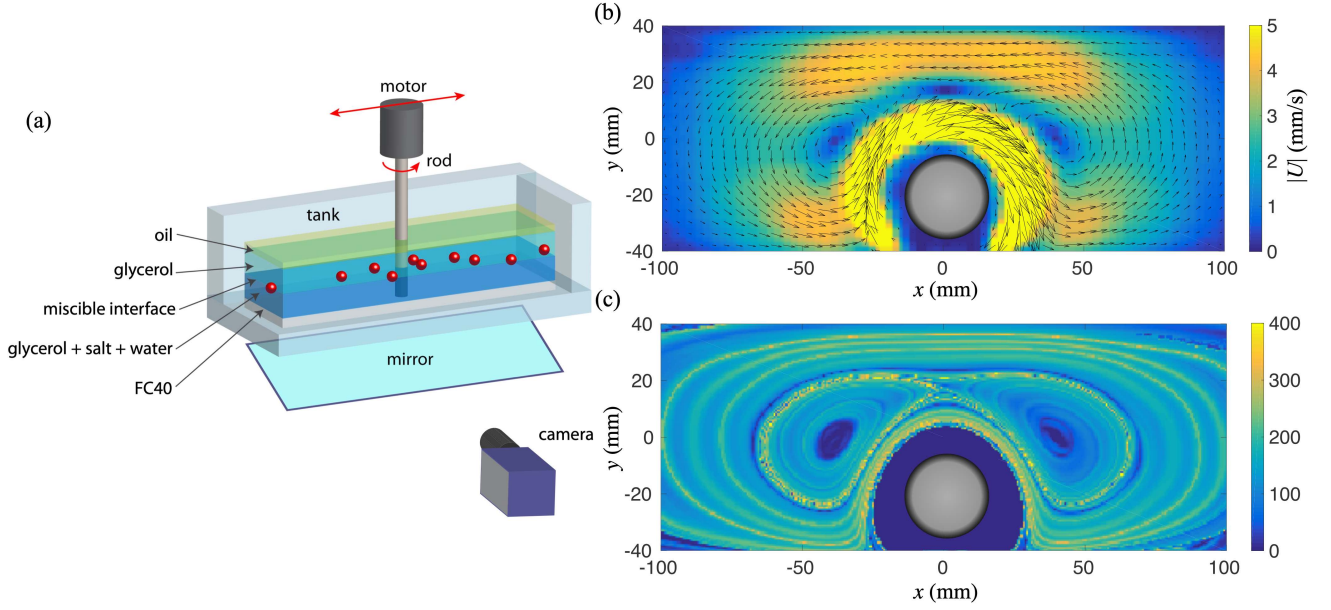 (a)
motor
rod
tank
oil
glycerol
miscible interface
glycerol + salt + water
FC40
mirror
camera
(b)
40
20
0
-20
-40
y (mm)
-100
-50
0
50
100
x (mm)
5
4
3
2
1
0
|U| (mm/s)
(c)
40
20
0
-20
-40
y (mm)
-100
-50
0
50
100
x (mm)
400
300
200
100
0